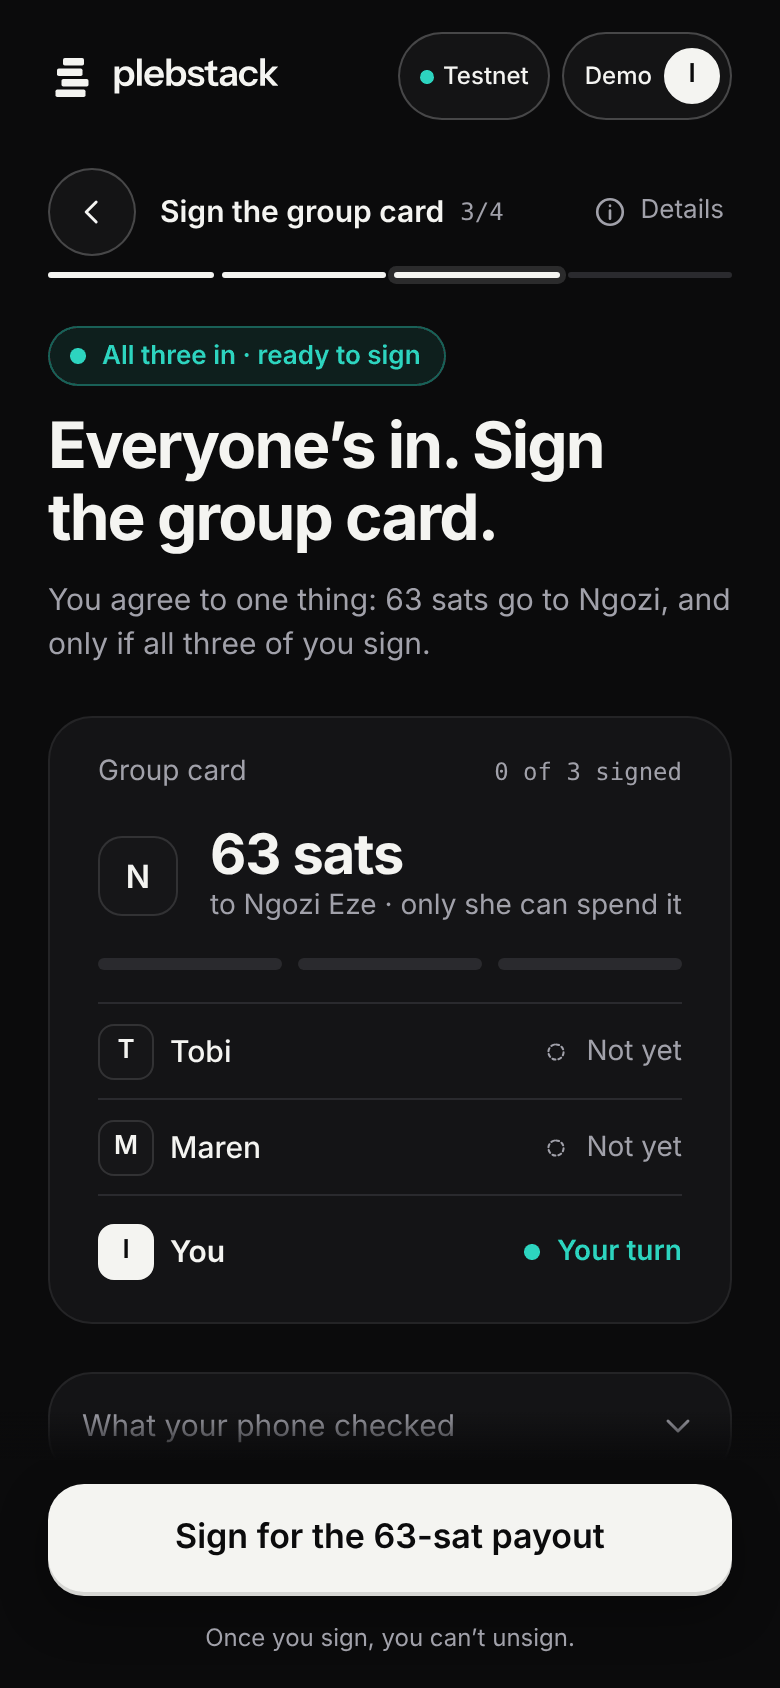 plebstack
Testnet
Demo
I
Sign the group card 3/4
Details
All three in · ready to sign
Everyone’s in. Sign
the group card.
You agree to one thing: 63 sats go to Ngozi, and
only if all three of you sign.
Group card
0 of 3 signed
N
63 sats
to Ngozi Eze · only she can spend it
T
Tobi
Not yet
M
Maren
Not yet
I
You
Your turn
What your phone checked
Sign for the 63-sat payout
Once you sign, you can’t unsign.